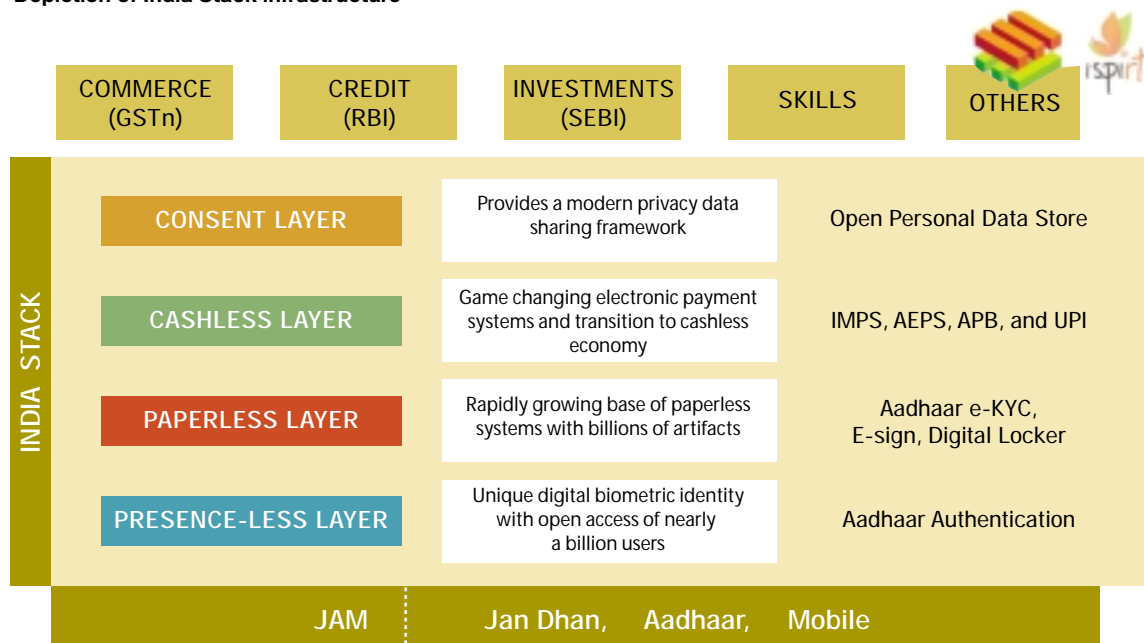 COMMERCE
(GSTn)
CREDIT
(RBI)
INVESTMENTS
(SEBI)
SKILLS
OTHERS
ispirt
INDIA STACK
CONSENT LAYER
Provides a modern privacy data
sharing framework
Open Personal Data Store
CASHLESS LAYER
Game changing electronic payment
systems and transition to cashless
economy
IMPS, AEPS, APB, and UPI
PAPERLESS LAYER
Rapidly growing base of paperless
systems with billions of artifacts
Aadhaar e-KYC,
E-sign, Digital Locker
PRESENCE-LESS LAYER
Unique digital biometric identity
with open access of nearly
a billion users
Aadhaar Authentication
JAM
Jan Dhan, Aadhaar, Mobile